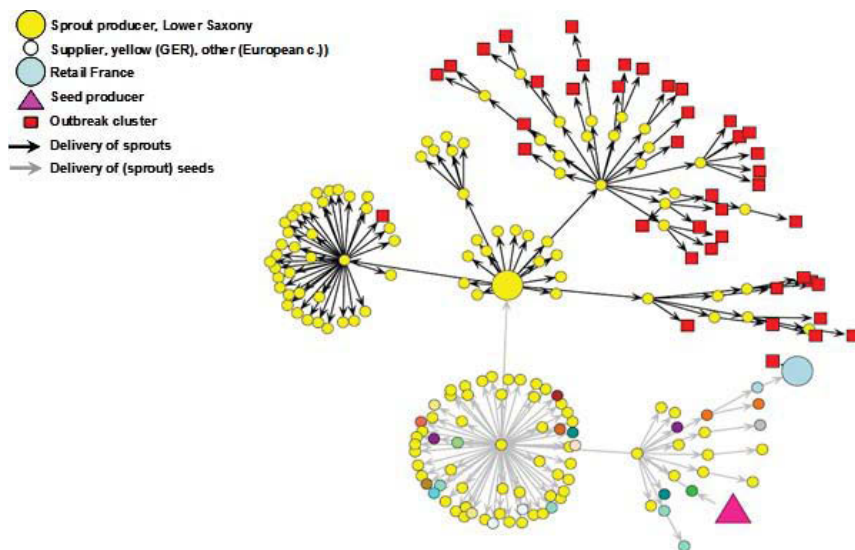 Sprout producer, Lower Saxony
Supplier, yellow (GER), other (European c.))
Retail France
Seed producer
Outbreak cluster
Delivery of sprouts
Delivery of (sprout) seeds